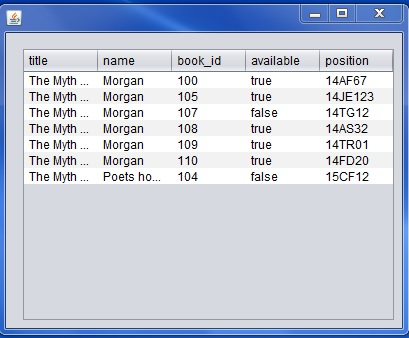 title name book_id available position
The Myth ... Morgan 100 true 14AF67
The Myth ... Morgan 105 true 14JE123
The Myth ... Morgan 107 false 14TG12
The Myth ... Morgan 108 true 14AS32
The Myth ... Morgan 109 true 14TR01
The Myth ... Morgan 110 true 14FD20
The Myth ... Poets ho... 104 false 15CF12